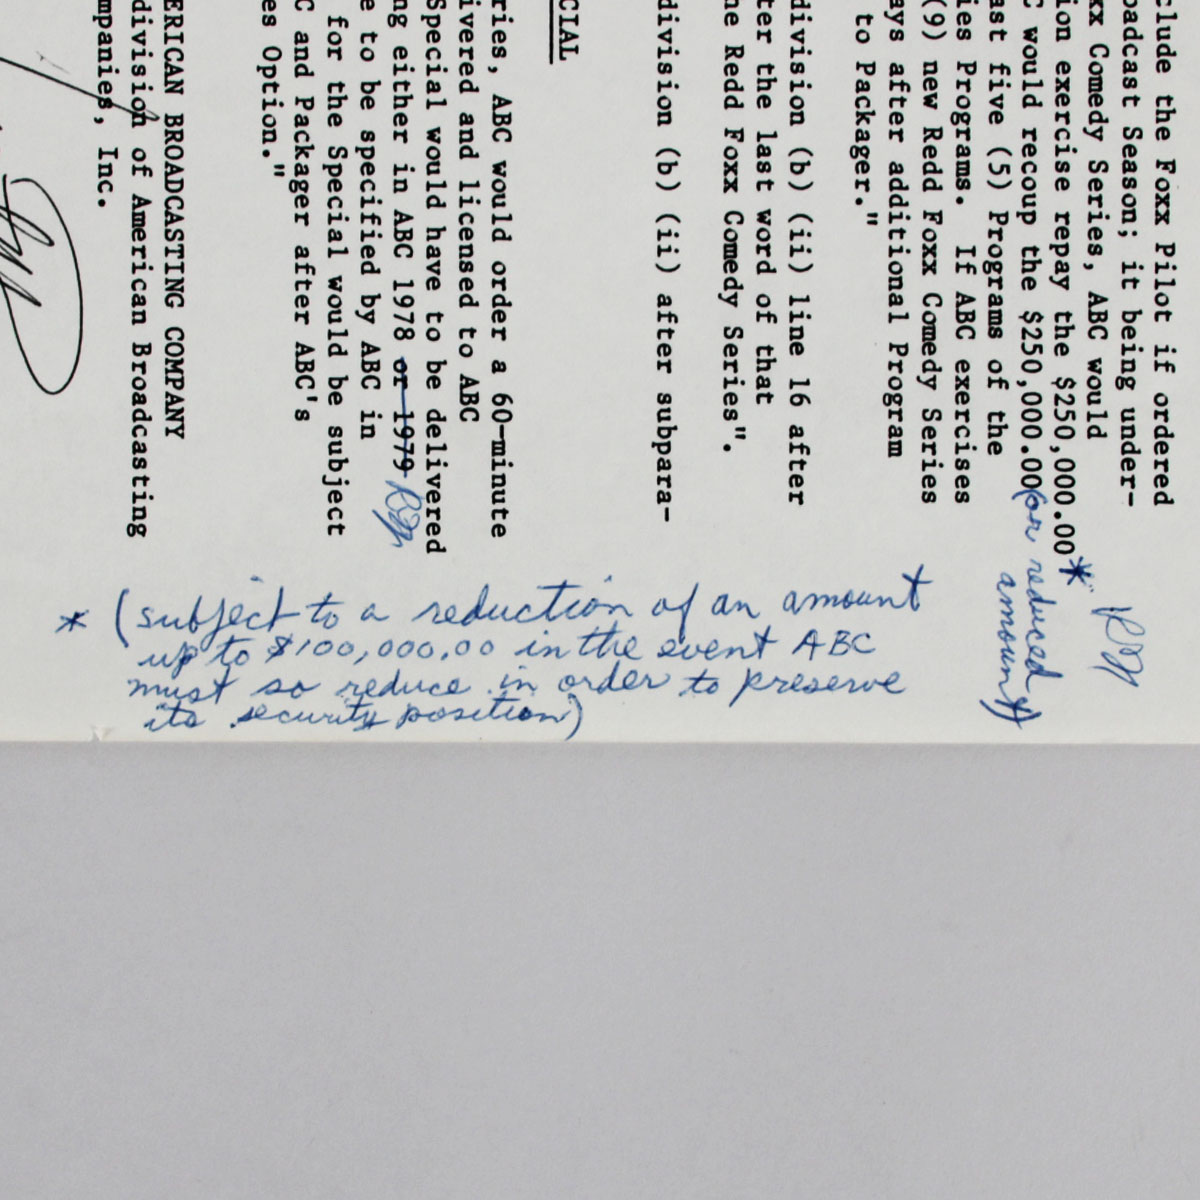 clude the Foxx Pilot if ordered
oadcast Season; it being under-
xx Comedy Series, ABC would
ion exercise repay the $250,000.00*
C would recoup the $250,000.00 (or reduced amount)
ast five (5) Programs of the
ies Programs. If ABC exercises
(9) new Redd Foxx Comedy Series
ays after additional Program
to Packager."
division (b) (ii) line 16 after
ter the last word of that
he Redd Foxx Comedy Series".
division (b) (ii) after subpara-
CIAL
ries, ABC would order a 60-minute
ivered and licensed to ABC
Special would have to be delivered
ng either in ABC 1978 or 1979
e to be specified by ABC in
for the Special would be subject
C and Packager after ABC's
es Option."
ERICAN BROADCASTING COMPANY
division of American Broadcasting
mpanies, Inc.
* (subject to a reduction of an amount
up to $100,000.00 in the event ABC
must so reduce in order to preserve
its security position)